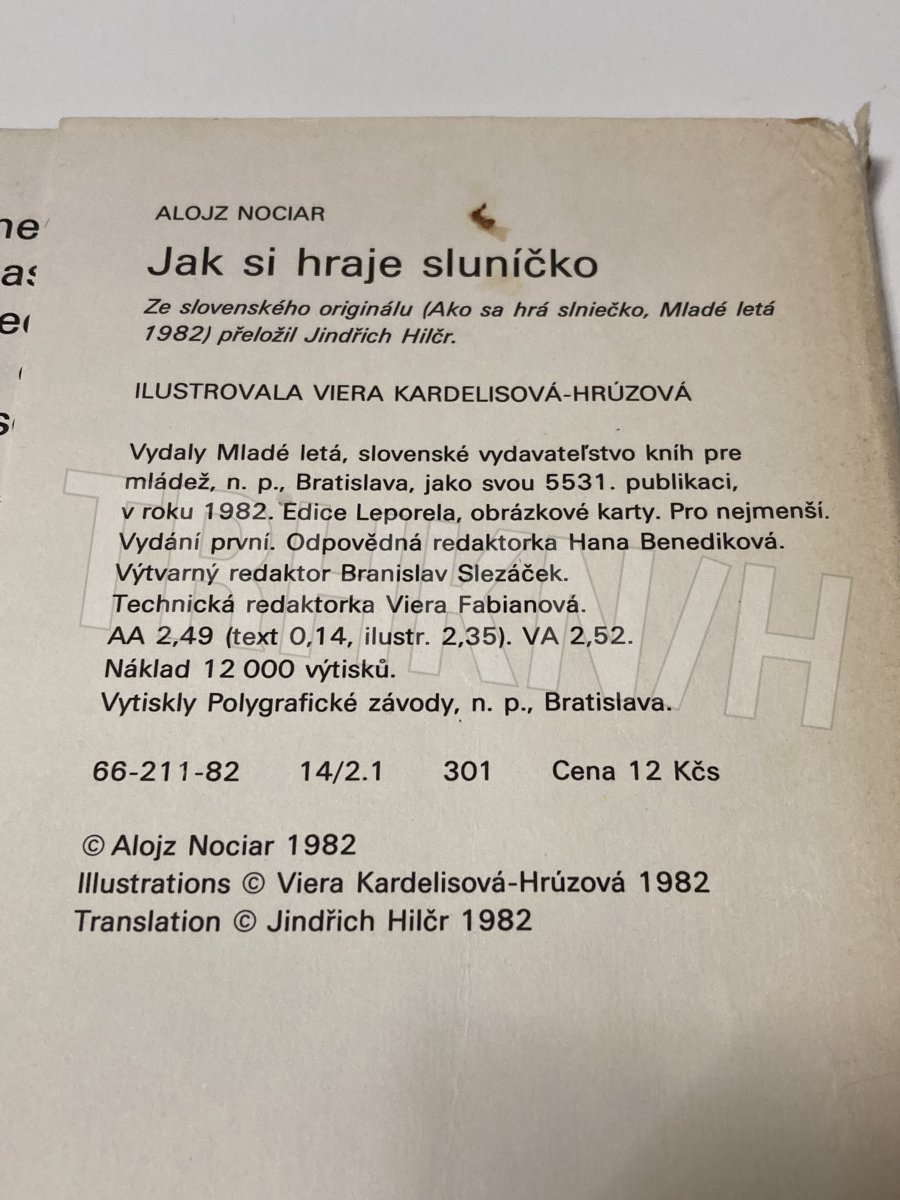 ALOJZ NOCIAR
Jak si hraje sluníčko
Ze slovenského originálu (Ako sa hrá slniečko, Mladé letá
1982) přeložil Jindřich Hilčr.
ILUSTROVALA VIERA KARDELISOVÁ-HRÚZOVÁ
Vydaly Mladé letá, slovenské vydavateľstvo kníh pre
mládež, n. p., Bratislava, jako svou 5531. publikaci,
v roku 1982. Edice Leporela, obrázkové karty. Pro nejmenší.
Vydání první. Odpovědná redaktorka Hana Benediková.
Výtvarný redaktor Branislav Slezáček.
Technická redaktorka Viera Fabianová.
AA 2,49 (text 0,14, ilustr. 2,35). VA 2,52.
Náklad 12 000 výtisků.
Vytiskly Polygrafické závody, n. p., Bratislava.
66-211-82 14/2.1 301 Cena 12 Kčs
© Alojz Nociar 1982
Illustrations © Viera Kardelisová-Hrúzová 1982
Translation © Jindřich Hilčr 1982